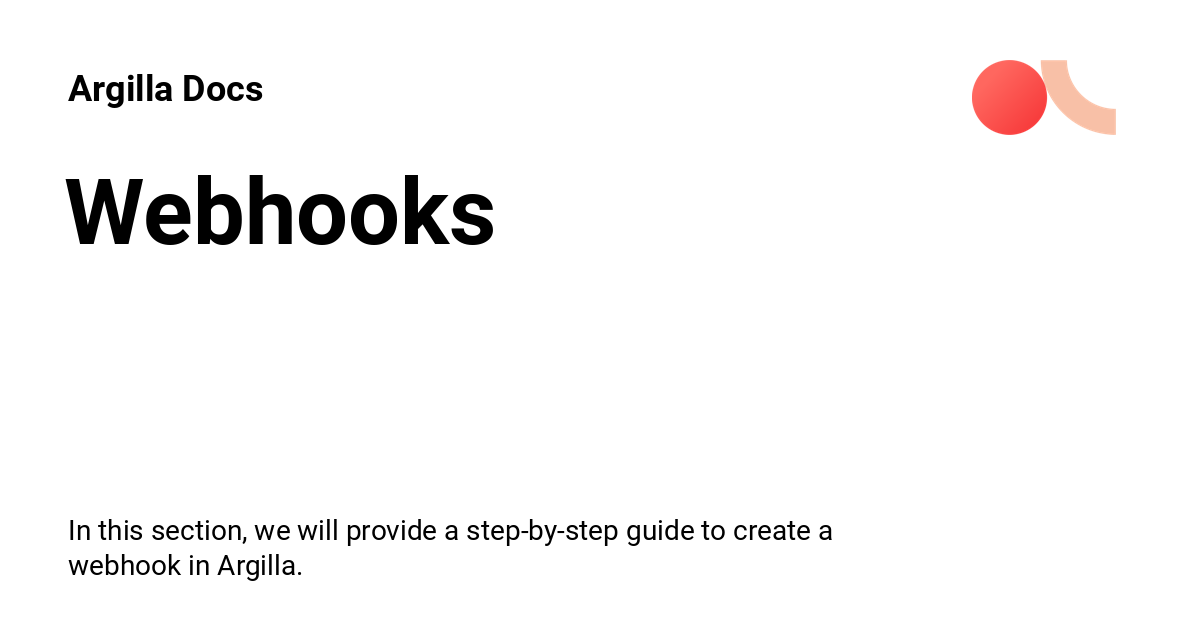 Argilla Docs
Webhooks
In this section, we will provide a step-by-step guide to create a
webhook in Argilla.